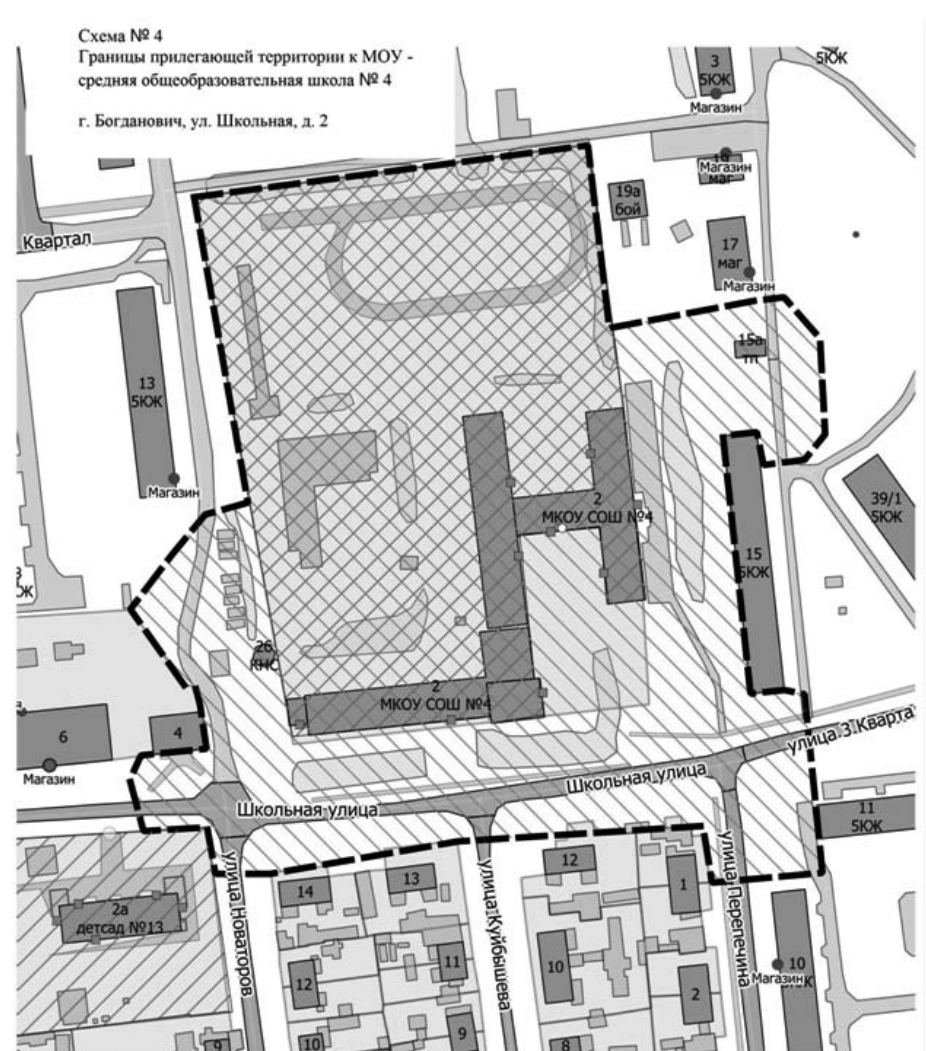 Схема № 4
Границы прилегающей территории к МОУ -
средняя общеобразовательная школа № 4
г. Богданович, ул. Школьная, д. 2
3
5КЖ
Магазин
5КЖ
Магазин
маг
19а
бой
17
маг
Магазин
Квартал
15а
тп
13
5КЖ
Магазин
2
МКОУ СОШ №4
39/1
5КЖ
15
5КЖ
КНС
2
МКОУ СОШ №4
6
Магазин
4
улица 3 Кварта
Школьная улица
Школьная улица
11
5КЖ
улица Новаторов
улица Куйбышева
улица Перепечина
2а
детсад №13
14
13
12
1
12
11
10
2
10
Магазин
9
10
9
8